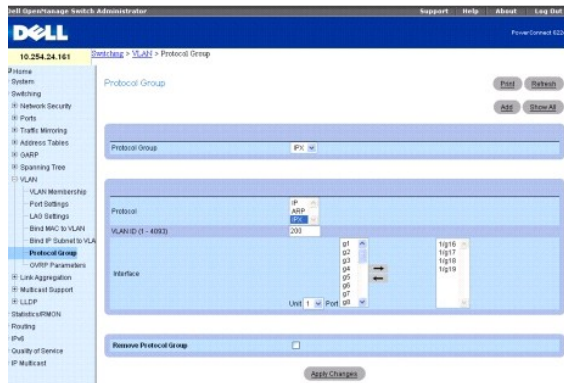 Dell OpenManage Switch Administrator
Support Help About Log Out
DELL
10.254.24.161
Switching > VLAN > Protocol Group
Home
System
Switching
Network Security
Ports
Traffic Mirroring
Address Tables
GARP
Spanning Tree
VLAN
VLAN Membership
Port Settings
LAG Settings
Bind MAC to VLAN
Bind IP Subnet to VLA
Protocol Group
GVRP Parameters
Link Aggregation
Multicast Support
LLDP
Statistics/RMON
Routing
IPv6
Quality of Service
IP Multicast
Protocol Group
Print Refresh
Add Show All
Protocol Group IPX
Protocol
IP
ARP
IPX
VLAN ID (1 - 4093) 200
Interface
g1
g2
g3
g4
g5
g6
g7
Unit 1 Port g8
1/g16
1/g17
1/g18
1/g19
Remove Protocol Group
Apply Changes